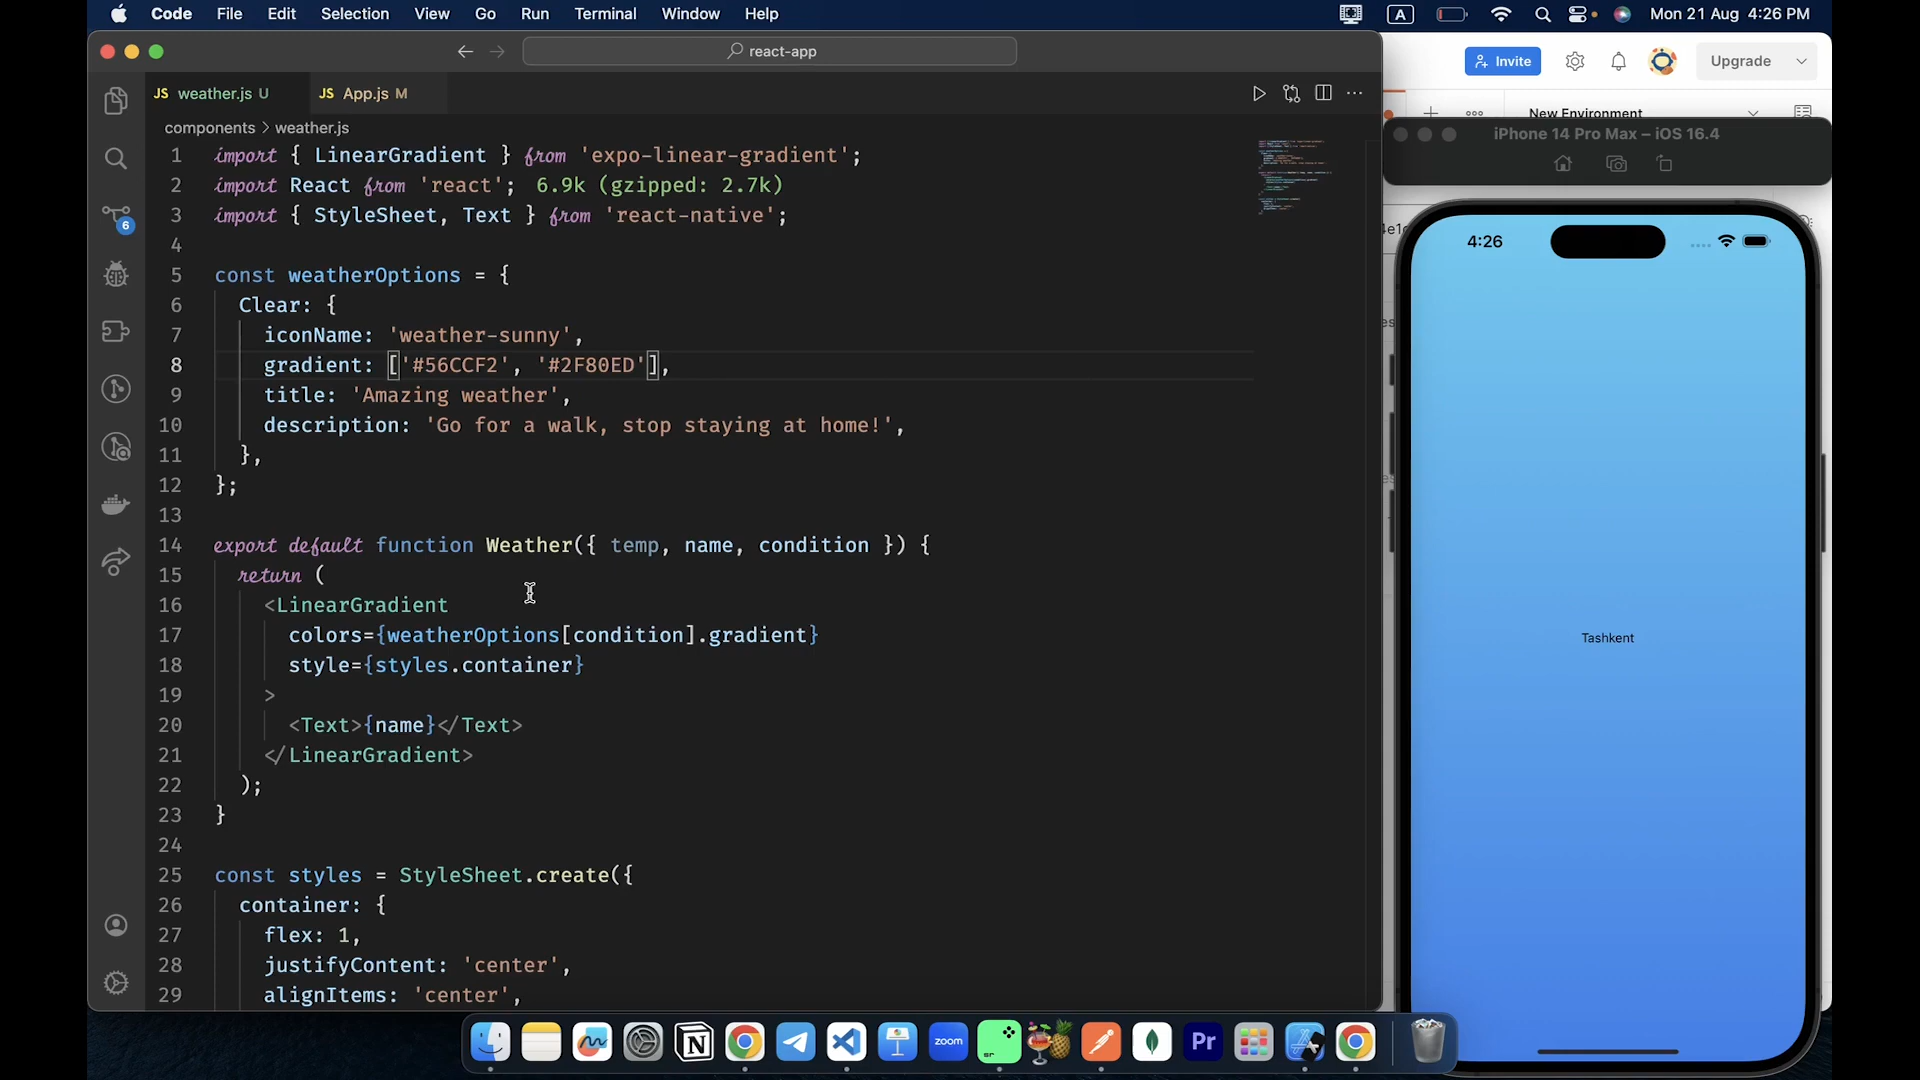 Code File Edit Selection View Go Run Terminal Window Help
A
Mon 21 Aug 4:26 PM
react-app
Invite
Upgrade
JS weather.js U
JS App.js M
New Environment
components > weather.js
iPhone 14 Pro Max – iOS 16.4
1 import { LinearGradient } from 'expo-linear-gradient';
2 import React from 'react'; 6.9k (gzipped: 2.7k)
3 import { StyleSheet, Text } from 'react-native';
4
5 const weatherOptions = {
6 Clear: {
7 iconName: 'weather-sunny',
8 gradient: ['#56CCF2', '#2F80ED'],
9 title: 'Amazing weather',
10 description: 'Go for a walk, stop staying at home!',
11 },
12 };
13
14 export default function Weather({ temp, name, condition }) {
15 return (
16 <LinearGradient
17 colors={weatherOptions[condition].gradient}
18 style={styles.container}
19 >
20 <Text>{name}</Text>
21 </LinearGradient>
22 );
23 }
24
25 const styles = StyleSheet.create({
26 container: {
27 flex: 1,
28 justifyContent: 'center',
29 alignItems: 'center',
6
4:26
Tashkent
zoom
sr
Pr